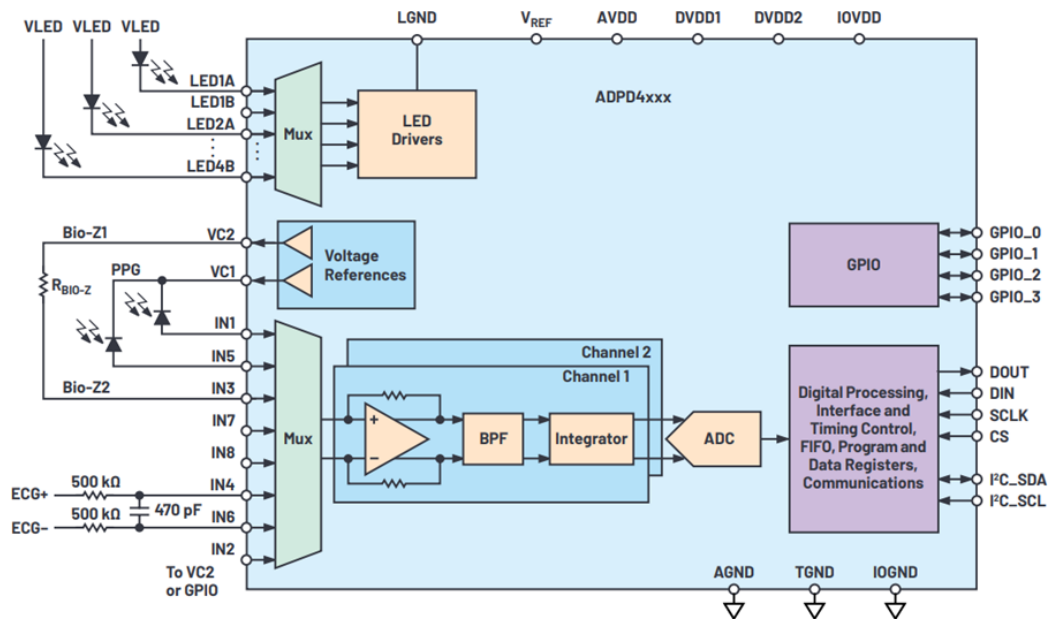 VLED VLED VLED
LGND
VREF
AVDD
DVDD1
DVDD2
IOVDD
ADPD4xxx
LED1A
LED1B
LED2A
LED4B
Mux
LED
Drivers
Bio-Z1
VC2
RBIO-Z
PPG
VC1
Voltage
References
GPIO
GPIO_0
GPIO_1
GPIO_2
GPIO_3
IN1
IN5
Bio-Z2
IN3
IN7
IN8
IN4
IN6
IN2
Mux
Channel 2
Channel 1
+
−
BPF
Integrator
ADC
Digital Processing,
Interface and
Timing Control,
FIFO, Program and
Data Registers,
Communications
DOUT
DIN
SCLK
CS
I²C_SDA
I²C_SCL
ECG+
500 kΩ
470 pF
ECG−
500 kΩ
To VC2
or GPIO
AGND
TGND
IOGND